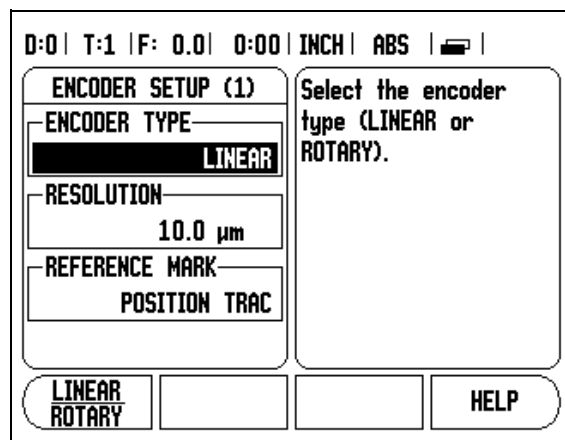 D:0 | T:1 | F: 0.0 | 0:00 | INCH | ABS
ENCODER SETUP (1)
ENCODER TYPE
LINEAR
RESOLUTION
10.0 µm
REFERENCE MARK
POSITION TRAC
Select the encoder
type (LINEAR or
ROTARY).
LINEAR
ROTARY
HELP